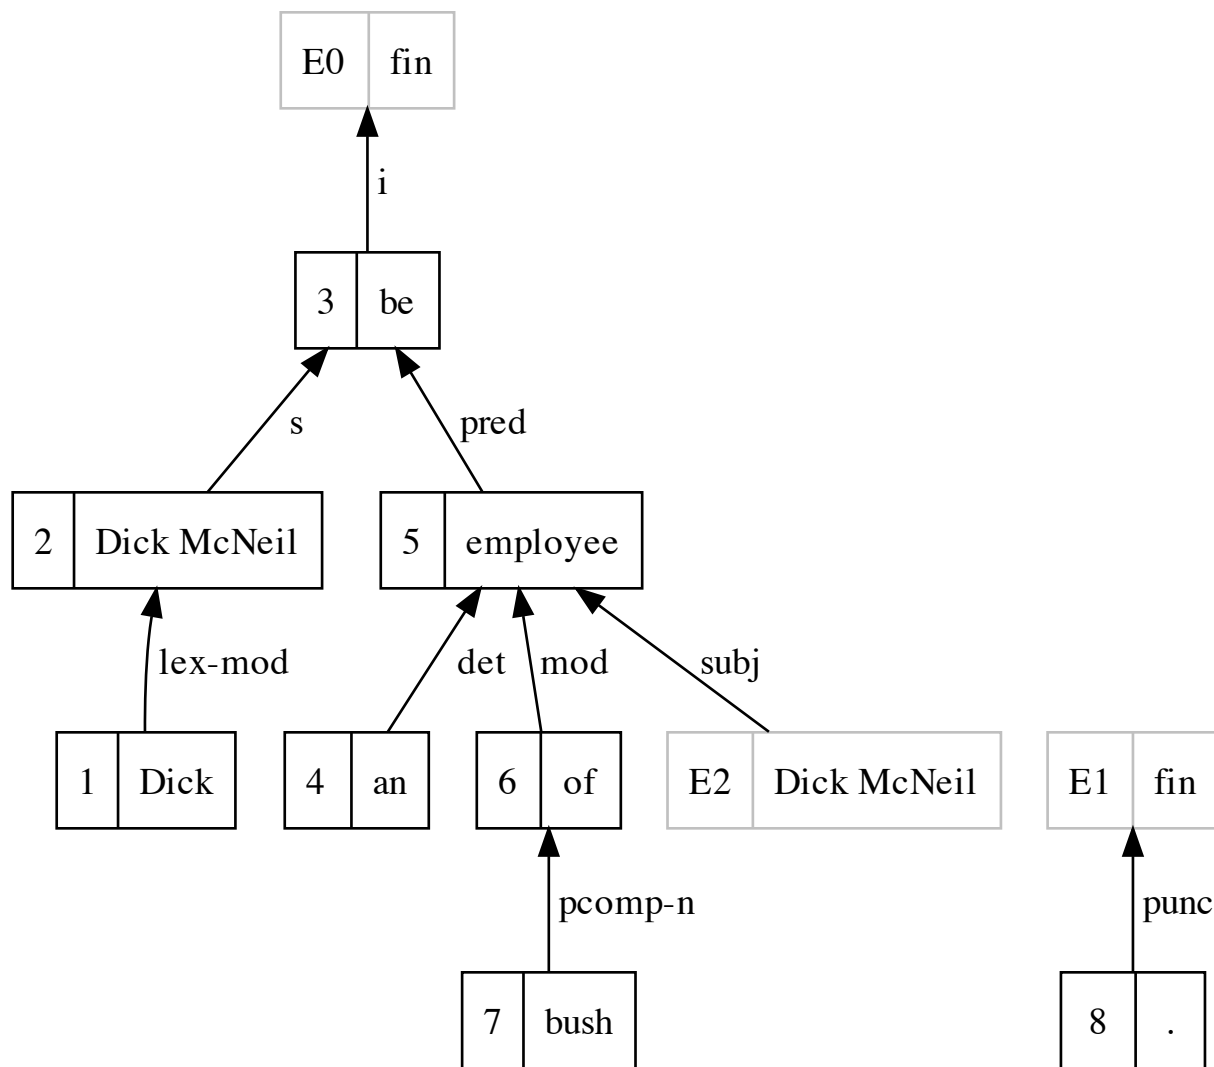 E0 fin
i
3 be
s pred
2 Dick McNeil 5 employee
lex-mod det mod subj
1 Dick 4 an 6 of E2 Dick McNeil E1 fin
pcomp-n punc
7 bush 8 .